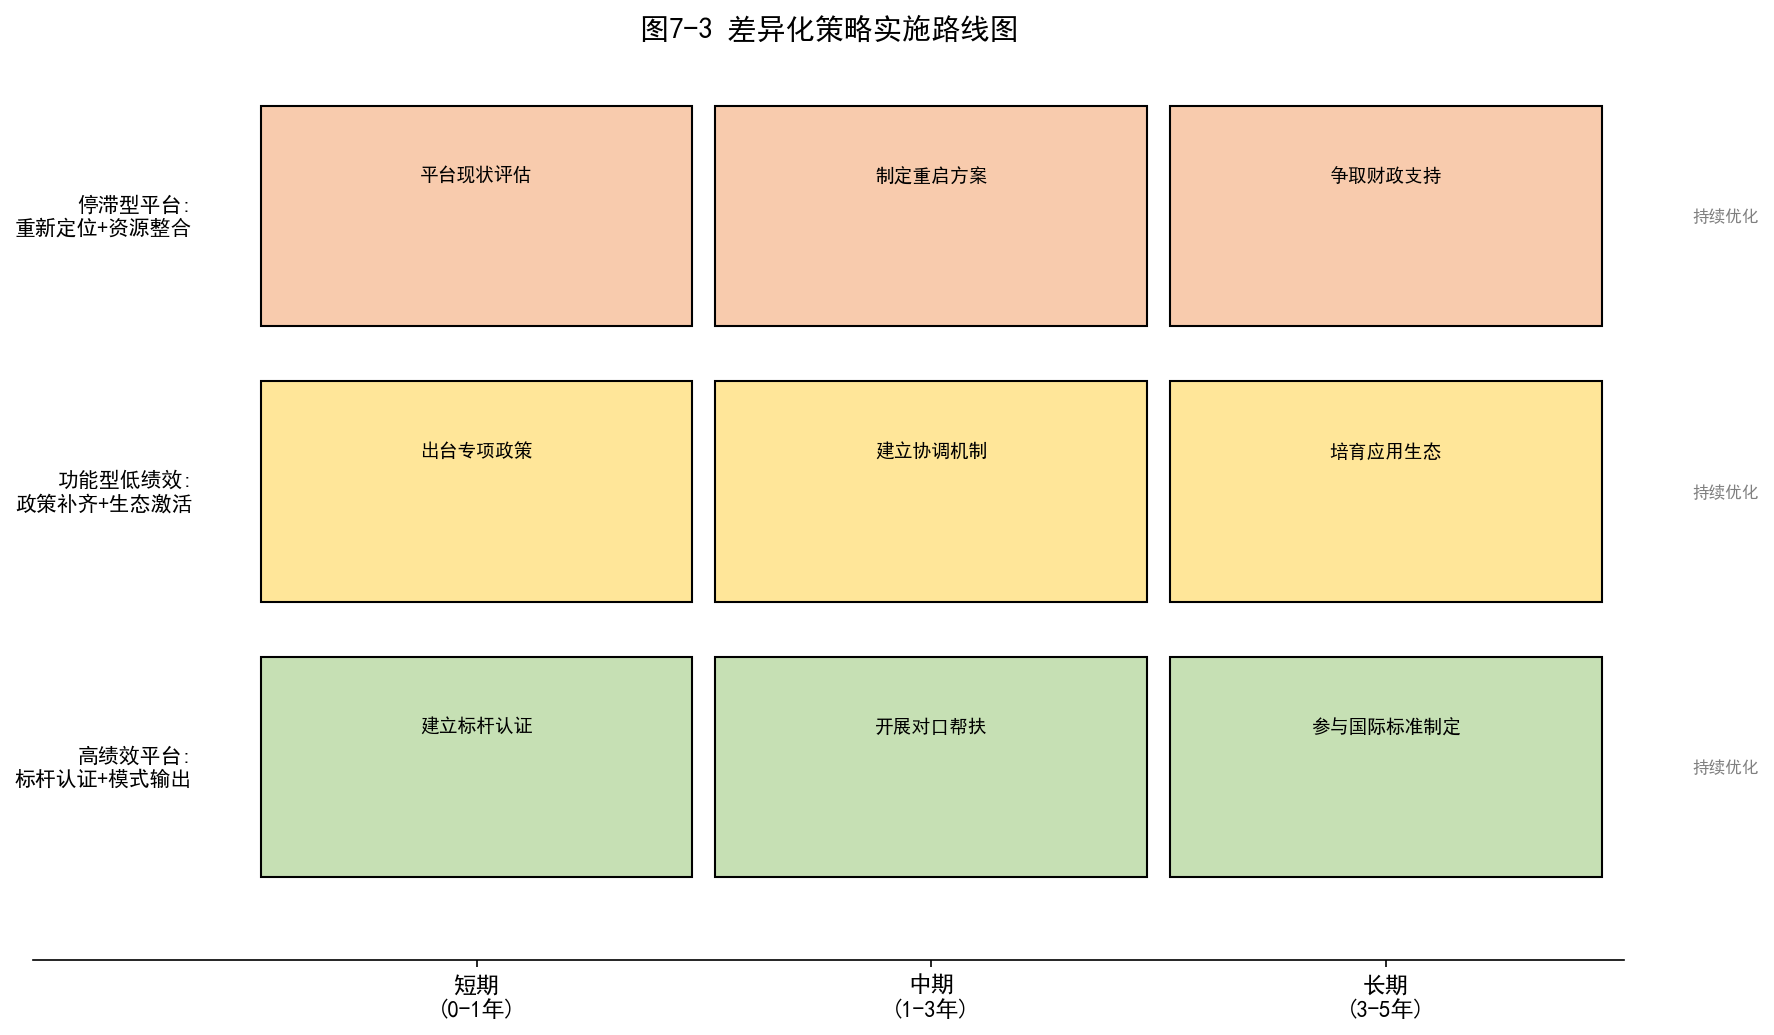 图7-3 差异化策略实施路线图
停滞型平台:
重新定位+资源整合
平台现状评估
制定重启方案
争取财政支持
持续优化
功能型低绩效:
政策补齐+生态激活
出台专项政策
建立协调机制
培育应用生态
持续优化
高绩效平台:
标杆认证+模式输出
建立标杆认证
开展对口帮扶
参与国际标准制定
持续优化
短期
(0-1年)
中期
(1-3年)
长期
(3-5年)